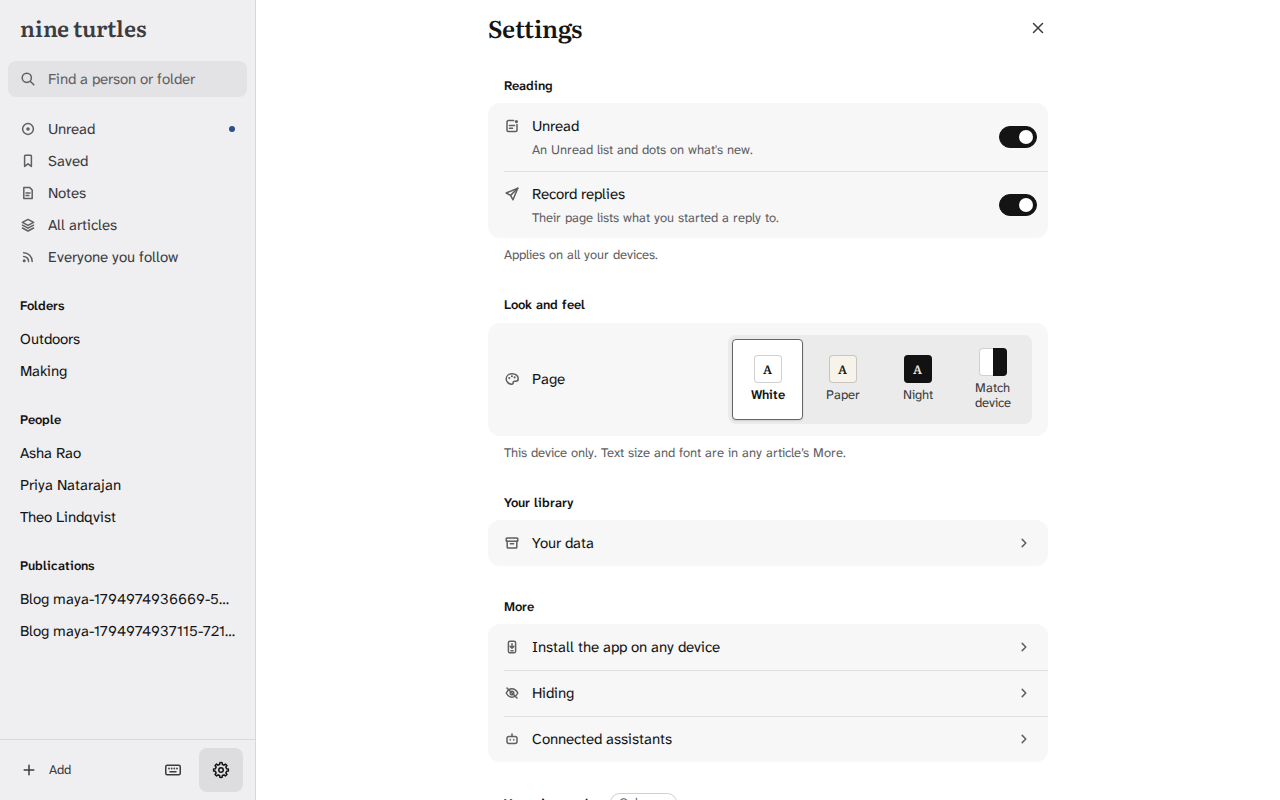 nine turtles
Find a person or folder
Unread
Saved
Notes
All articles
Everyone you follow
Folders
Outdoors
Making
People
Asha Rao
Priya Natarajan
Theo Lindqvist
Publications
Blog maya-1794974936669-5...
Blog maya-1794974937115-721...
Add
Settings
Reading
Unread
An Unread list and dots on what's new.
Record replies
Their page lists what you started a reply to.
Applies on all your devices.
Look and feel
Page
A
White
A
Paper
A
Night
Match
device
This device only. Text size and font are in any article's More.
Your library
Your data
More
Install the app on any device
Hiding
Connected assistants